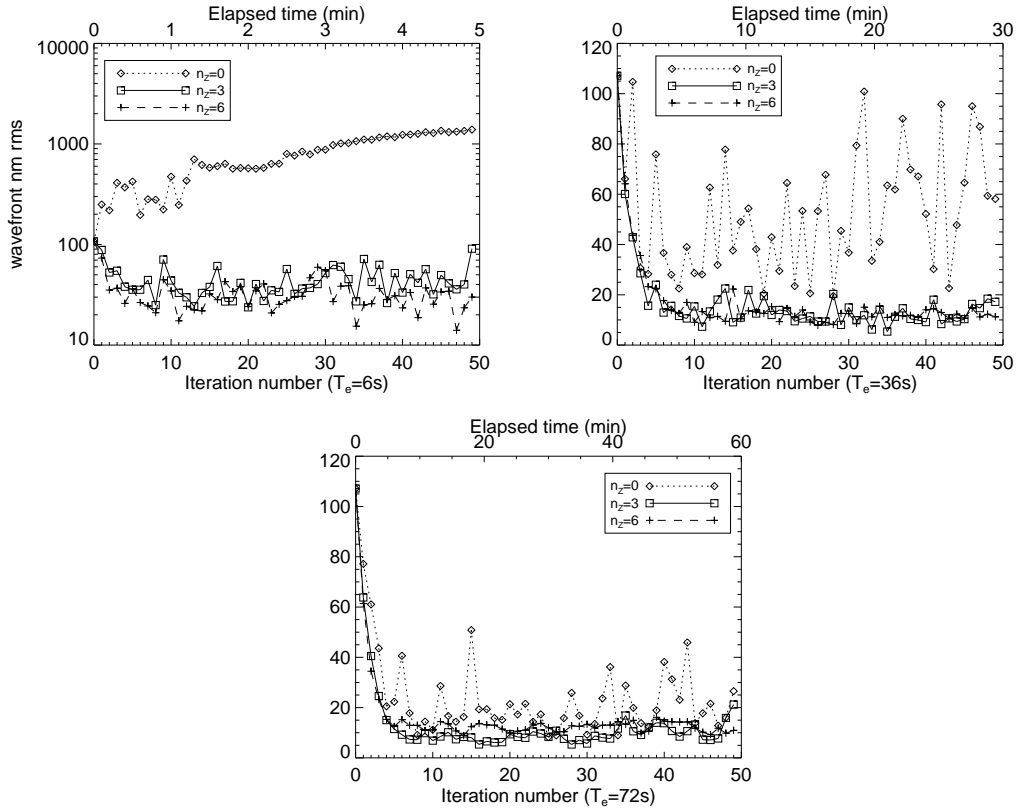 Elapsed time (min)
0 1 2 3 4 5
wavefront nm rms
10000
1000
100
10
n_z=0
n_z=3
n_z=6
0 10 20 30 40 50
Iteration number (T_e=6s)
Elapsed time (min)
0 10 20 30
120
100
80
60
40
20
0
n_z=0
n_z=3
n_z=6
0 10 20 30 40 50
Iteration number (T_e=36s)
Elapsed time (min)
0 20 40 60
120
100
80
60
40
20
0
n_z=0
n_z=3
n_z=6
0 10 20 30 40 50
Iteration number (T_e=72s)